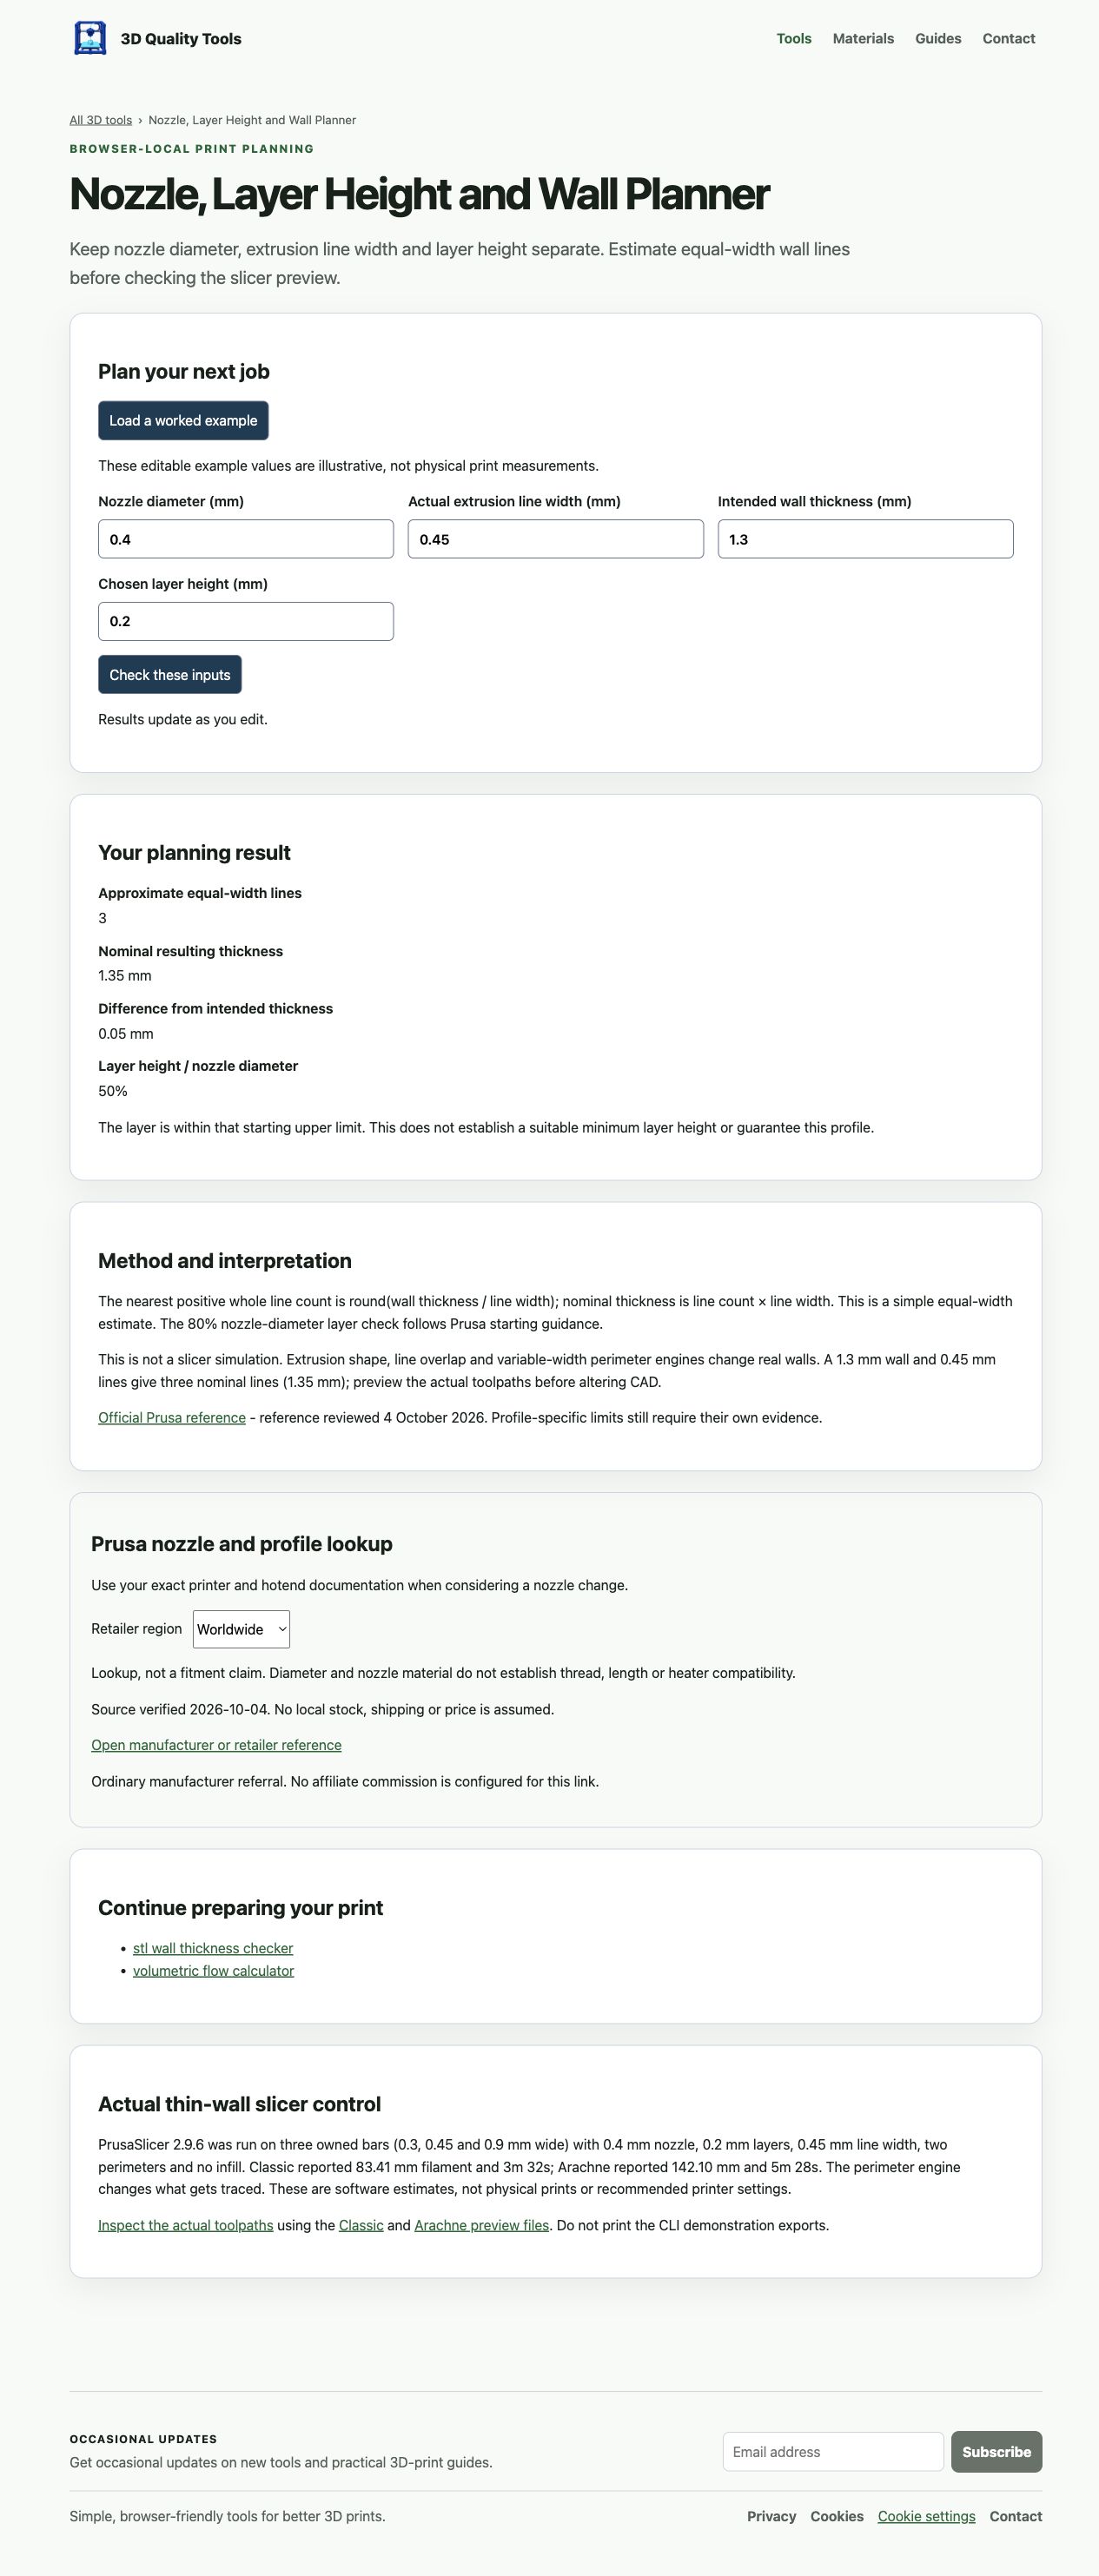 3D Quality Tools
Tools Materials Guides Contact
All 3D tools › Nozzle, Layer Height and Wall Planner
BROWSER-LOCAL PRINT PLANNING
Nozzle, Layer Height and Wall Planner
Keep nozzle diameter, extrusion line width and layer height separate. Estimate equal-width wall lines
before checking the slicer preview.
Plan your next job
Load a worked example
These editable example values are illustrative, not physical print measurements.
Nozzle diameter (mm) Actual extrusion line width (mm) Intended wall thickness (mm)
0.4 0.45 1.3
Chosen layer height (mm)
0.2
Check these inputs
Results update as you edit.
Your planning result
Approximate equal-width lines
3
Nominal resulting thickness
1.35 mm
Difference from intended thickness
0.05 mm
Layer height / nozzle diameter
50%
The layer is within that starting upper limit. This does not establish a suitable minimum layer height or guarantee this profile.
Method and interpretation
The nearest positive whole line count is round(wall thickness / line width); nominal thickness is line count × line width. This is a simple equal-width
estimate. The 80% nozzle-diameter layer check follows Prusa starting guidance.
This is not a slicer simulation. Extrusion shape, line overlap and variable-width perimeter engines change real walls. A 1.3 mm wall and 0.45 mm
lines give three nominal lines (1.35 mm); preview the actual toolpaths before altering CAD.
Official Prusa reference - reference reviewed 4 October 2026. Profile-specific limits still require their own evidence.
Prusa nozzle and profile lookup
Use your exact printer and hotend documentation when considering a nozzle change.
Retailer region Worldwide
Lookup, not a fitment claim. Diameter and nozzle material do not establish thread, length or heater compatibility.
Source verified 2026-10-04. No local stock, shipping or price is assumed.
Open manufacturer or retailer reference
Ordinary manufacturer referral. No affiliate commission is configured for this link.
Continue preparing your print
• stl wall thickness checker
• volumetric flow calculator
Actual thin-wall slicer control
PrusaSlicer 2.9.6 was run on three owned bars (0.3, 0.45 and 0.9 mm wide) with 0.4 mm nozzle, 0.2 mm layers, 0.45 mm line width, two
perimeters and no infill. Classic reported 83.41 mm filament and 3m 32s; Arachne reported 142.10 mm and 5m 28s. The perimeter engine
changes what gets traced. These are software estimates, not physical prints or recommended printer settings.
Inspect the actual toolpaths using the Classic and Arachne preview files. Do not print the CLI demonstration exports.
OCCASIONAL UPDATES
Get occasional updates on new tools and practical 3D-print guides.
Email address Subscribe
Simple, browser-friendly tools for better 3D prints.
Privacy Cookies Cookie settings Contact